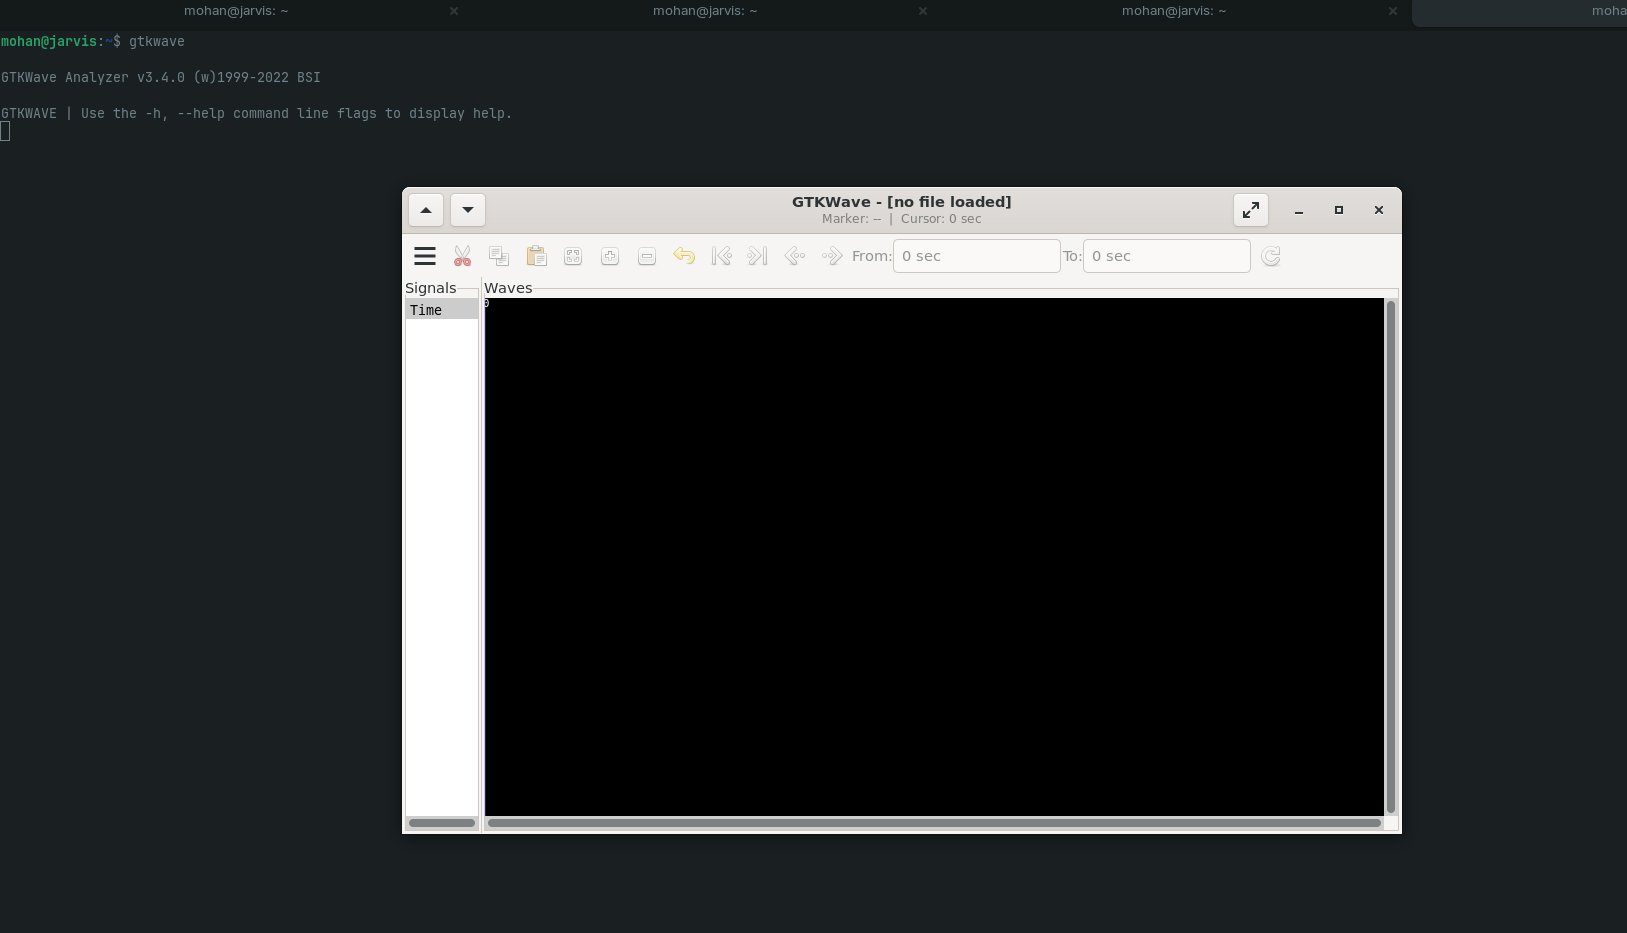 mohan@jarvis: ~
mohan@jarvis: ~
mohan@jarvis: ~
moha
mohan@jarvis:~$ gtkwave
GTKWave Analyzer v3.4.0 (w)1999-2022 BSI
GTKWAVE | Use the -h, --help command line flags to display help.
GTKWave - [no file loaded]
Marker: -- | Cursor: 0 sec
From: 0 sec To: 0 sec
Signals
Waves
Time
0